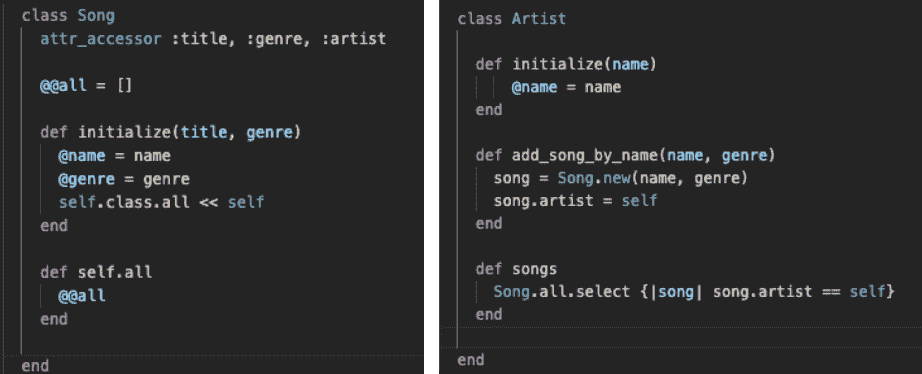 class Song
attr_accessor :title, :genre, :artist
@@all = []
def initialize(title, genre)
@name = name
@genre = genre
self.class.all << self
end
def self.all
@@all
end
end
class Artist
def initialize(name)
@name = name
end
def add_song_by_name(name, genre)
song = Song.new(name, genre)
song.artist = self
end
def songs
Song.all.select {|song| song.artist == self}
end
end